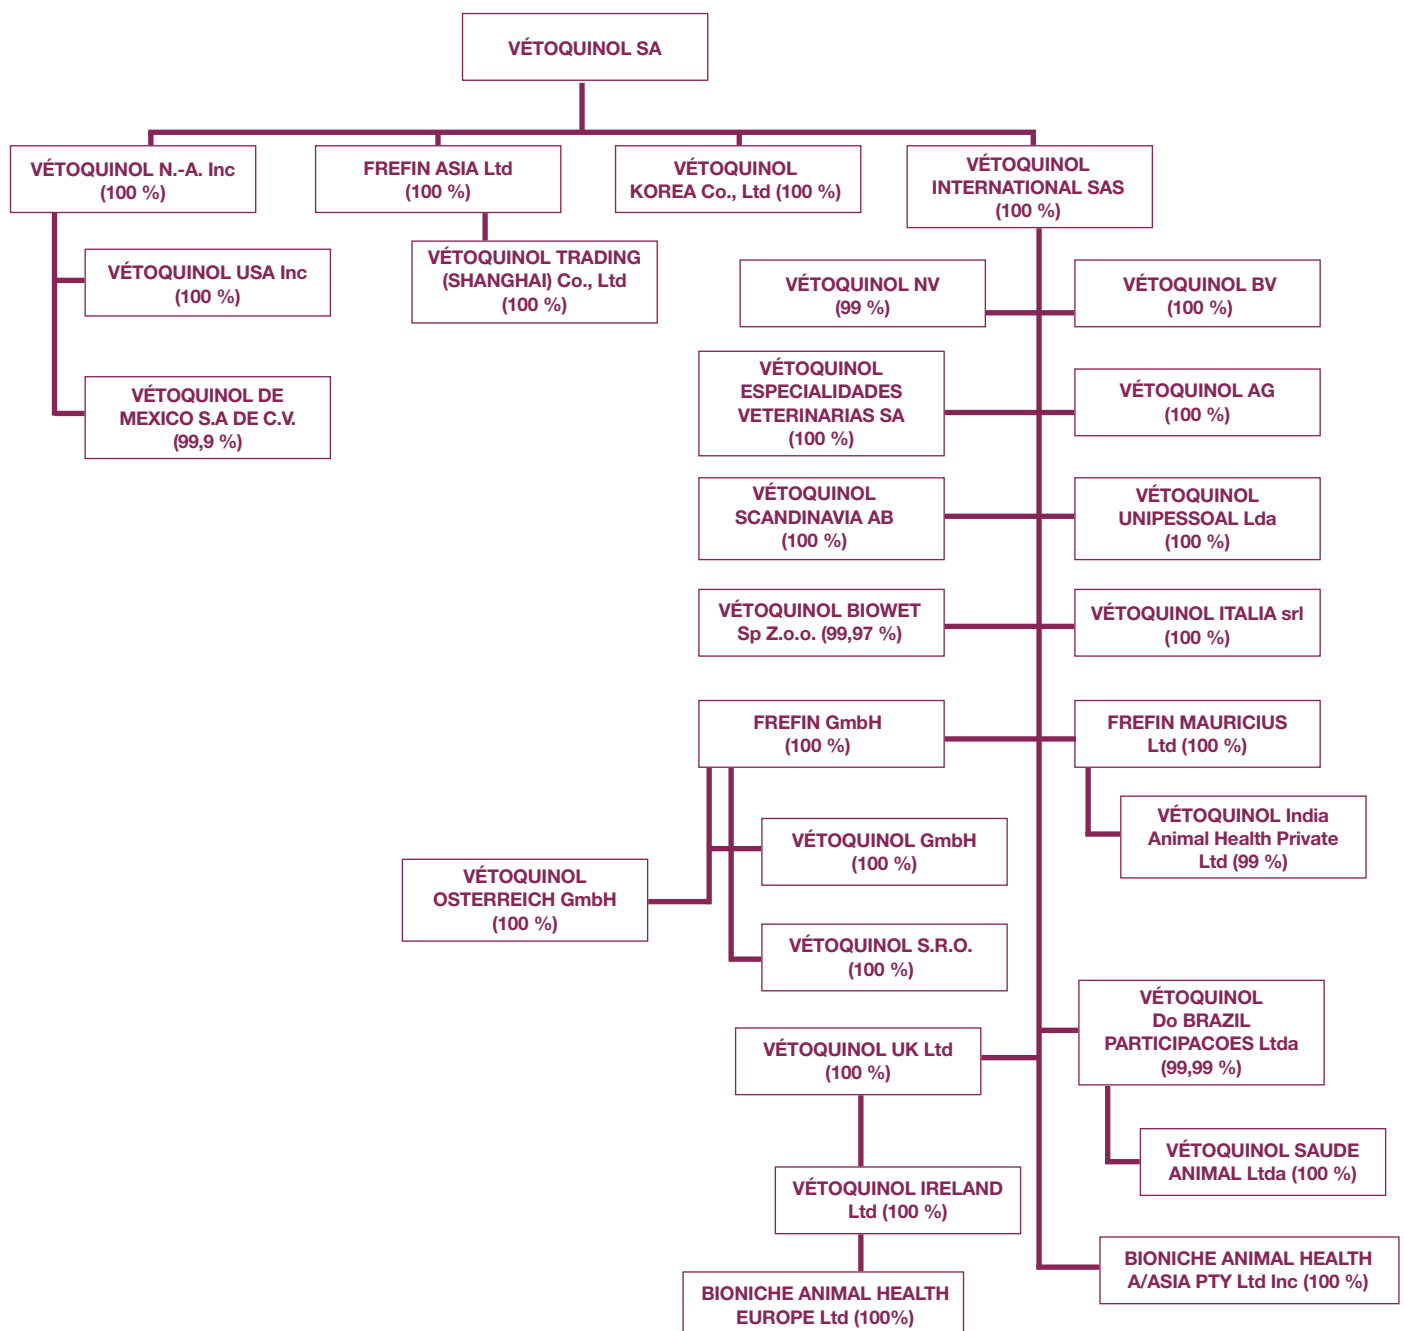 VÉTOQUINOL SA
VÉTOQUINOL N.-A. Inc
(100 %)
FREFIN ASIA Ltd
(100 %)
VÉTOQUINOL
KOREA Co., Ltd (100 %)
VÉTOQUINOL
INTERNATIONAL SAS
(100 %)
VÉTOQUINOL USA Inc
(100 %)
VÉTOQUINOL TRADING
(SHANGHAI) Co., Ltd
(100 %)
VÉTOQUINOL NV
(99 %)
VÉTOQUINOL BV
(100 %)
VÉTOQUINOL DE
MEXICO S.A DE C.V.
(99,9 %)
VÉTOQUINOL
ESPECIALIDADES
VETERINARIAS SA
(100 %)
VÉTOQUINOL AG
(100 %)
VÉTOQUINOL
SCANDINAVIA AB
(100 %)
VÉTOQUINOL
UNIPESSOAL Lda
(100 %)
VÉTOQUINOL BIOWET
Sp Z.o.o. (99,97 %)
VÉTOQUINOL ITALIA srl
(100 %)
FREFIN GmbH
(100 %)
FREFIN MAURICIUS
Ltd (100 %)
VÉTOQUINOL India
Animal Health Private
Ltd (99 %)
VÉTOQUINOL GmbH
(100 %)
VÉTOQUINOL
OSTERREICH GmbH
(100 %)
VÉTOQUINOL S.R.O.
(100 %)
VÉTOQUINOL
Do BRAZIL
PARTICIPACOES Ltda
(99,99 %)
VÉTOQUINOL UK Ltd
(100 %)
VÉTOQUINOL SAUDE
ANIMAL Ltda (100 %)
VÉTOQUINOL IRELAND
Ltd (100 %)
BIONICHE ANIMAL HEALTH
A/ASIA PTY Ltd Inc (100 %)
BIONICHE ANIMAL HEALTH
EUROPE Ltd (100%)